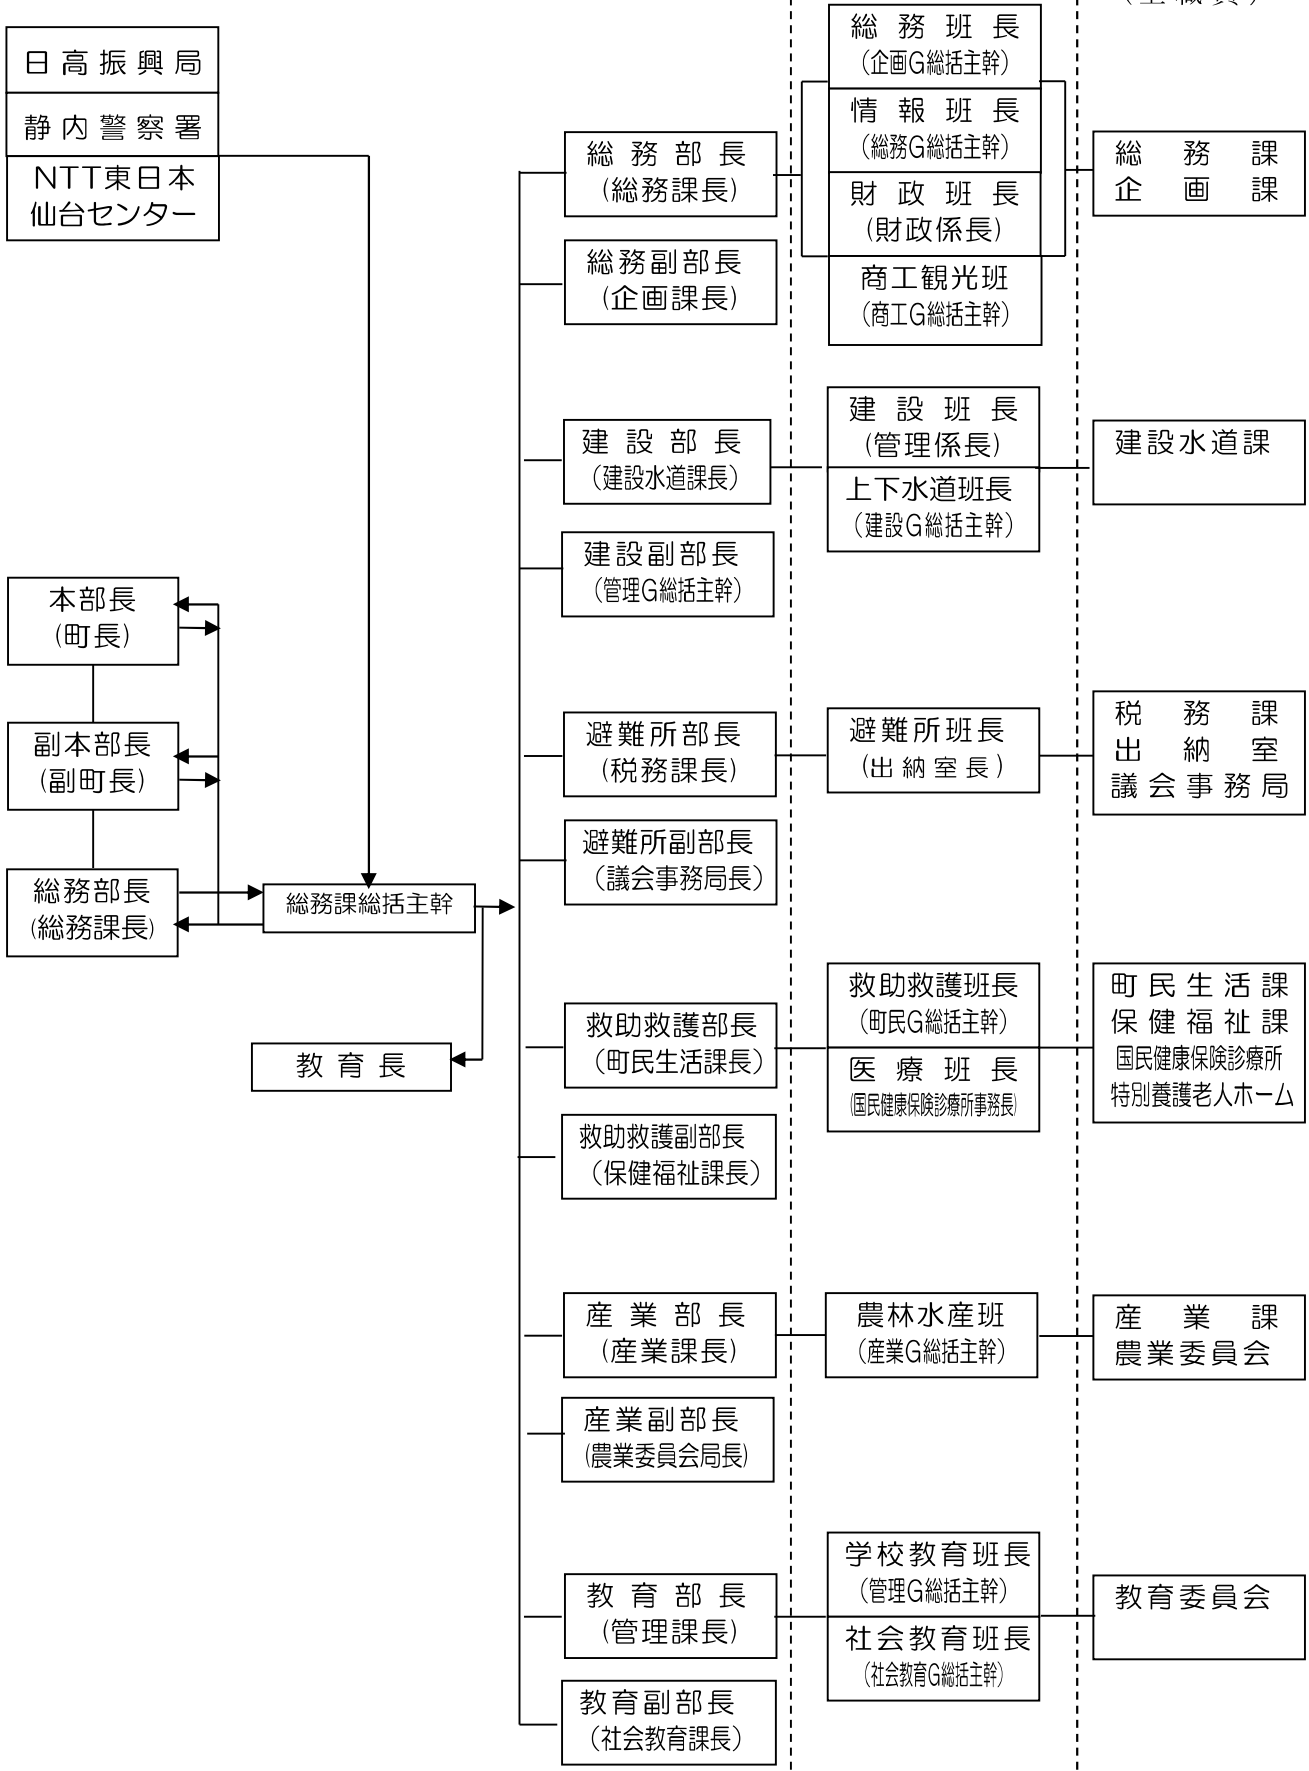 （全職員）
日高振興局
静内警察署
NTT東日本
仙台センター
本部長
(町長)
副本部長
(副町長)
総務部長
(総務課長)
総務課総括主幹
教育長
総務部長
(総務課長)
総務副部長
(企画課長)
建設部長
（建設水道課長）
建設副部長
（管理G総括主幹）
避難所部長
(税務課長)
避難所副部長
（議会事務局長）
救助救護部長
（町民生活課長）
救助救護副部長
（保健福祉課長）
産業部長
(産業課長)
産業副部長
(農業委員会局長)
教育部長
(管理課長)
教育副部長
（社会教育課長）
総務班長
（企画G総括主幹）
情報班長
（総務G総括主幹）
財政班長
(財政係長)
商工観光班
（商工G総括主幹）
建設班長
(管理係長)
上下水道班長
（建設G総括主幹）
避難所班長
(出納室長)
救助救護班長
（町民G総括主幹）
医療班長
(国民健康保険診療所事務長)
農林水産班
（産業G総括主幹）
学校教育班長
（管理G総括主幹）
社会教育班長
（社会教育G総括主幹）
総務課
企画課
建設水道課
税務課
出納室
議会事務局
町民生活課
保健福祉課
国民健康保険診療所
特別養護老人ホーム
産業課
農業委員会
教育委員会